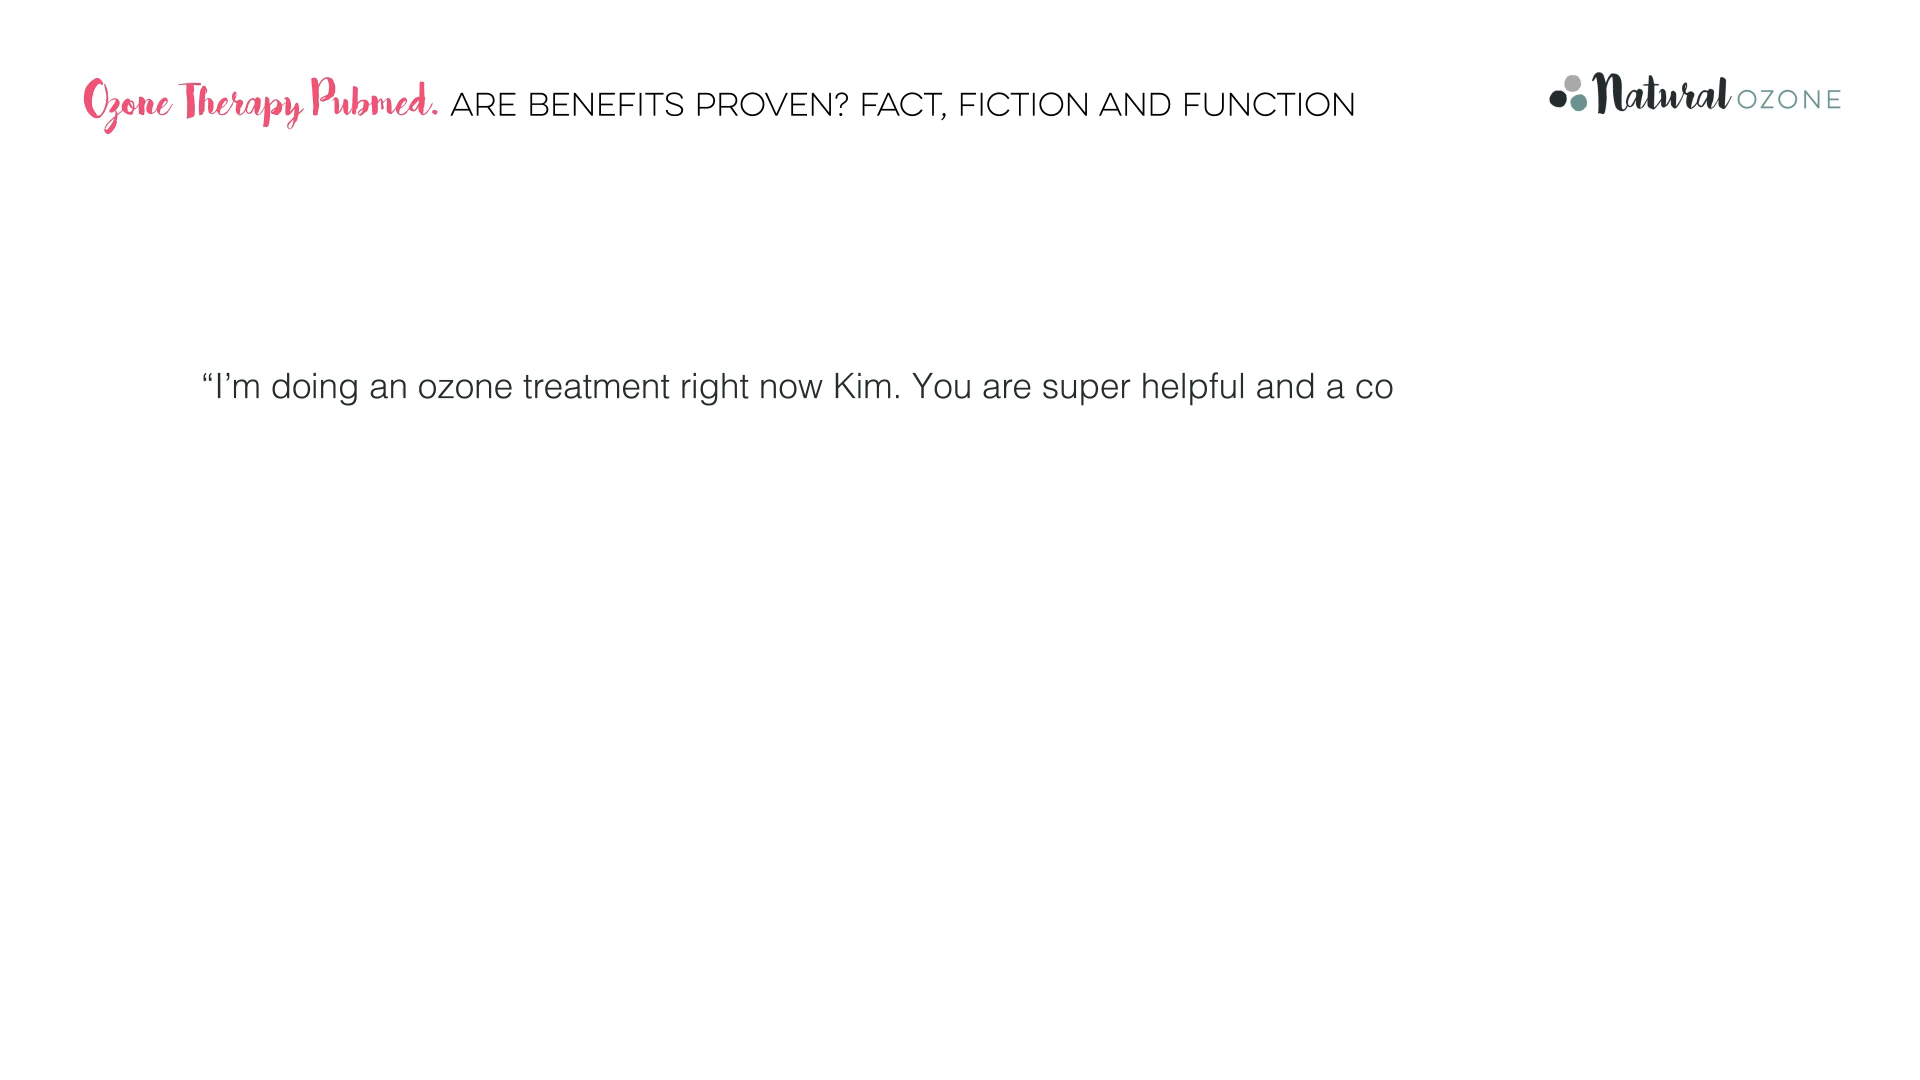 Ozone Therapy Pubmed. ARE BENEFITS PROVEN? FACT, FICTION AND FUNCTION
Natural OZONE
“I’m doing an ozone treatment right now Kim. You are super helpful and a co